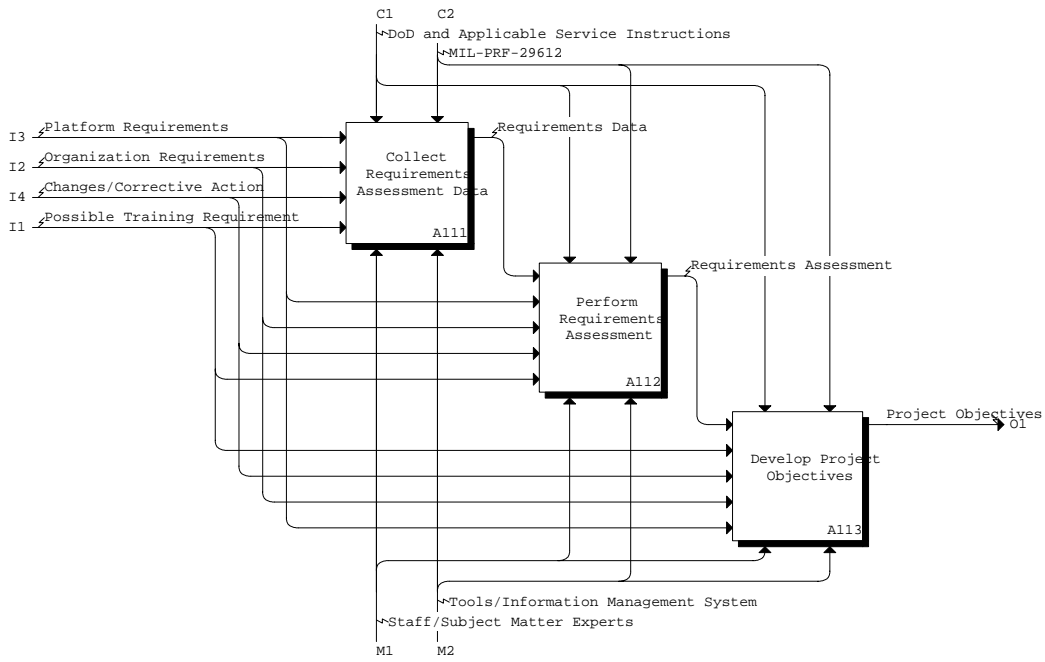 C1 C2
DoD and Applicable Service Instructions
MIL-PRF-29612
I3 Platform Requirements
I2 Organization Requirements
I4 Changes/Corrective Action
I1 Possible Training Requirement
Collect
Requirements
Assessment Data
A111
Requirements Data
Perform
Requirements
Assessment
A112
Requirements Assessment
Develop Project
Objectives
A113
Project Objectives
O1
Tools/Information Management System
Staff/Subject Matter Experts
M1 M2